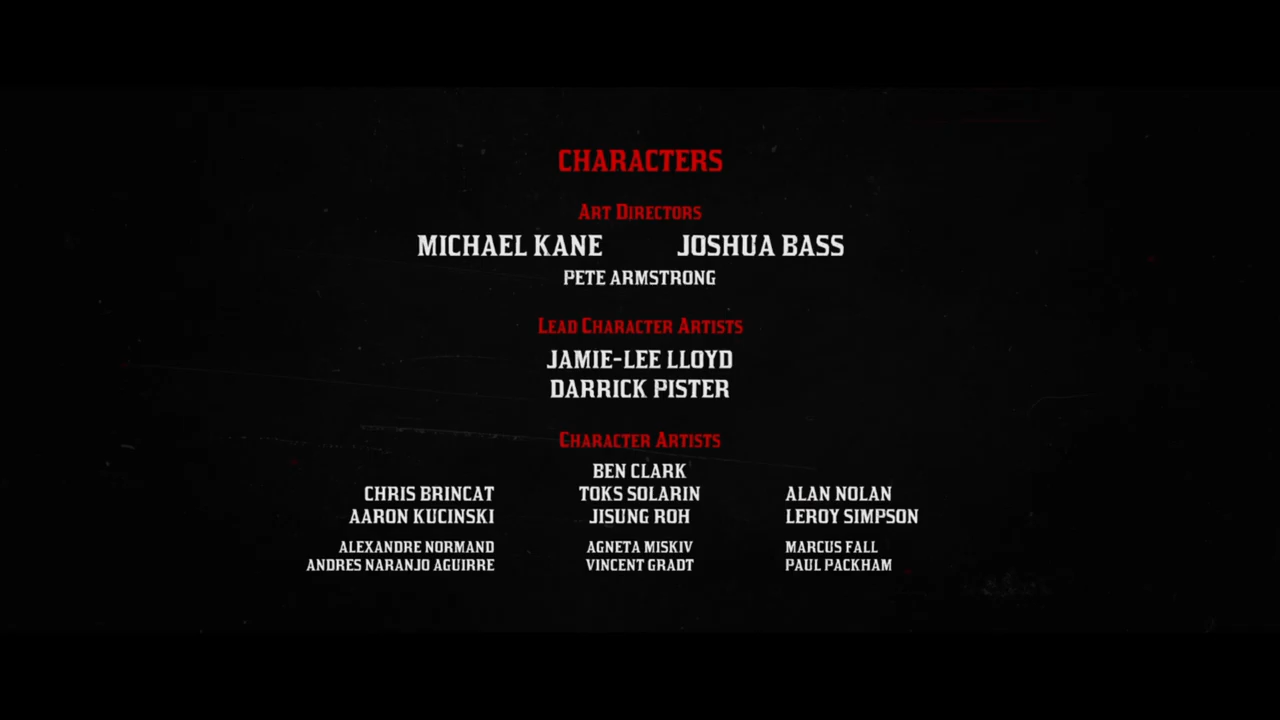 CHARACTERS
ART DIRECTORS
MICHAEL KANE JOSHUA BASS
PETE ARMSTRONG
LEAD CHARACTER ARTISTS
JAMIE-LEE LLOYD
DARRICK PISTER
CHARACTER ARTISTS
BEN CLARK
CHRIS BRINCAT TOKS SOLARIN ALAN NOLAN
AARON KUCINSKI JISUNG ROH LEROY SIMPSON
ALEXANDRE NORMAND AGNETA MISKIV MARCUS FALL
ANDRES NARANJO AGUIRRE VINCENT GRADT PAUL PACKHAM